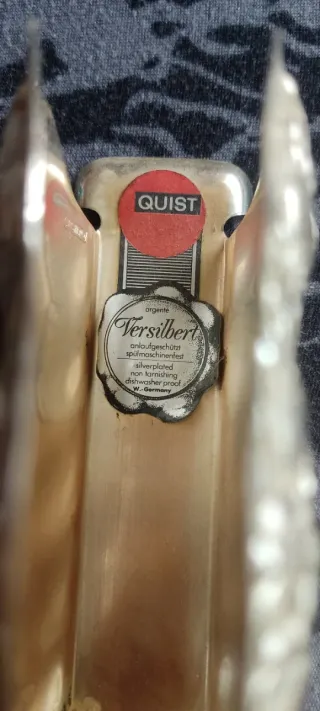 QUIST
argenté
Versilbert
anlaufgeschützt
spülmaschinenfest
silverplated
non tarnishing
dishwasher proof
W.-Germany